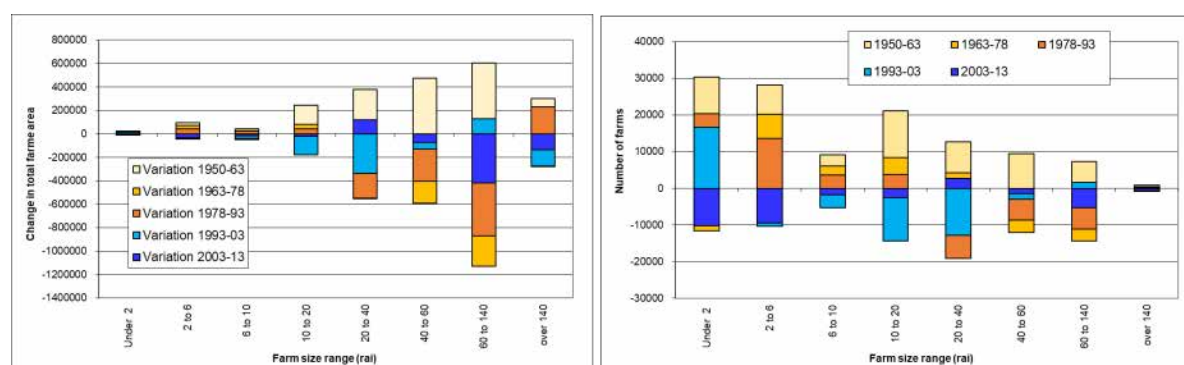 800000
600000
400000
200000
0
-200000
-400000
-600000
-800000
-1000000
-1200000
-1400000
Change in total farme area
Variation 1950-63
Variation 1963-78
Variation 1978-93
Variation 1993-03
Variation 2003-13
Under 2
2 to 6
6 to 10
10 to 20
20 to 40
40 to 60
60 to 140
over 140
Farm size range (rai)
40000
30000
20000
10000
0
-10000
-20000
-30000
Number of farms
1950-63 1963-78 1978-93
1993-03 2003-13
Under 2
2 to 6
6 to 10
10 to 20
20 to 40
40 to 60
60 to 140
over 140
Farm size range (rai)